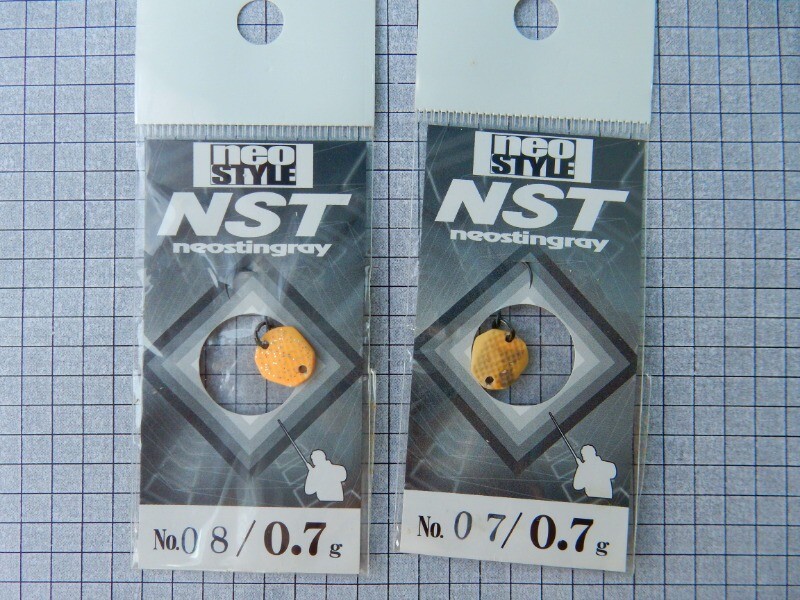 neo
STYLE
NST
neostingray
No.08/0.7g
neo
STYLE
NST
neostingray
No.07/0.7g